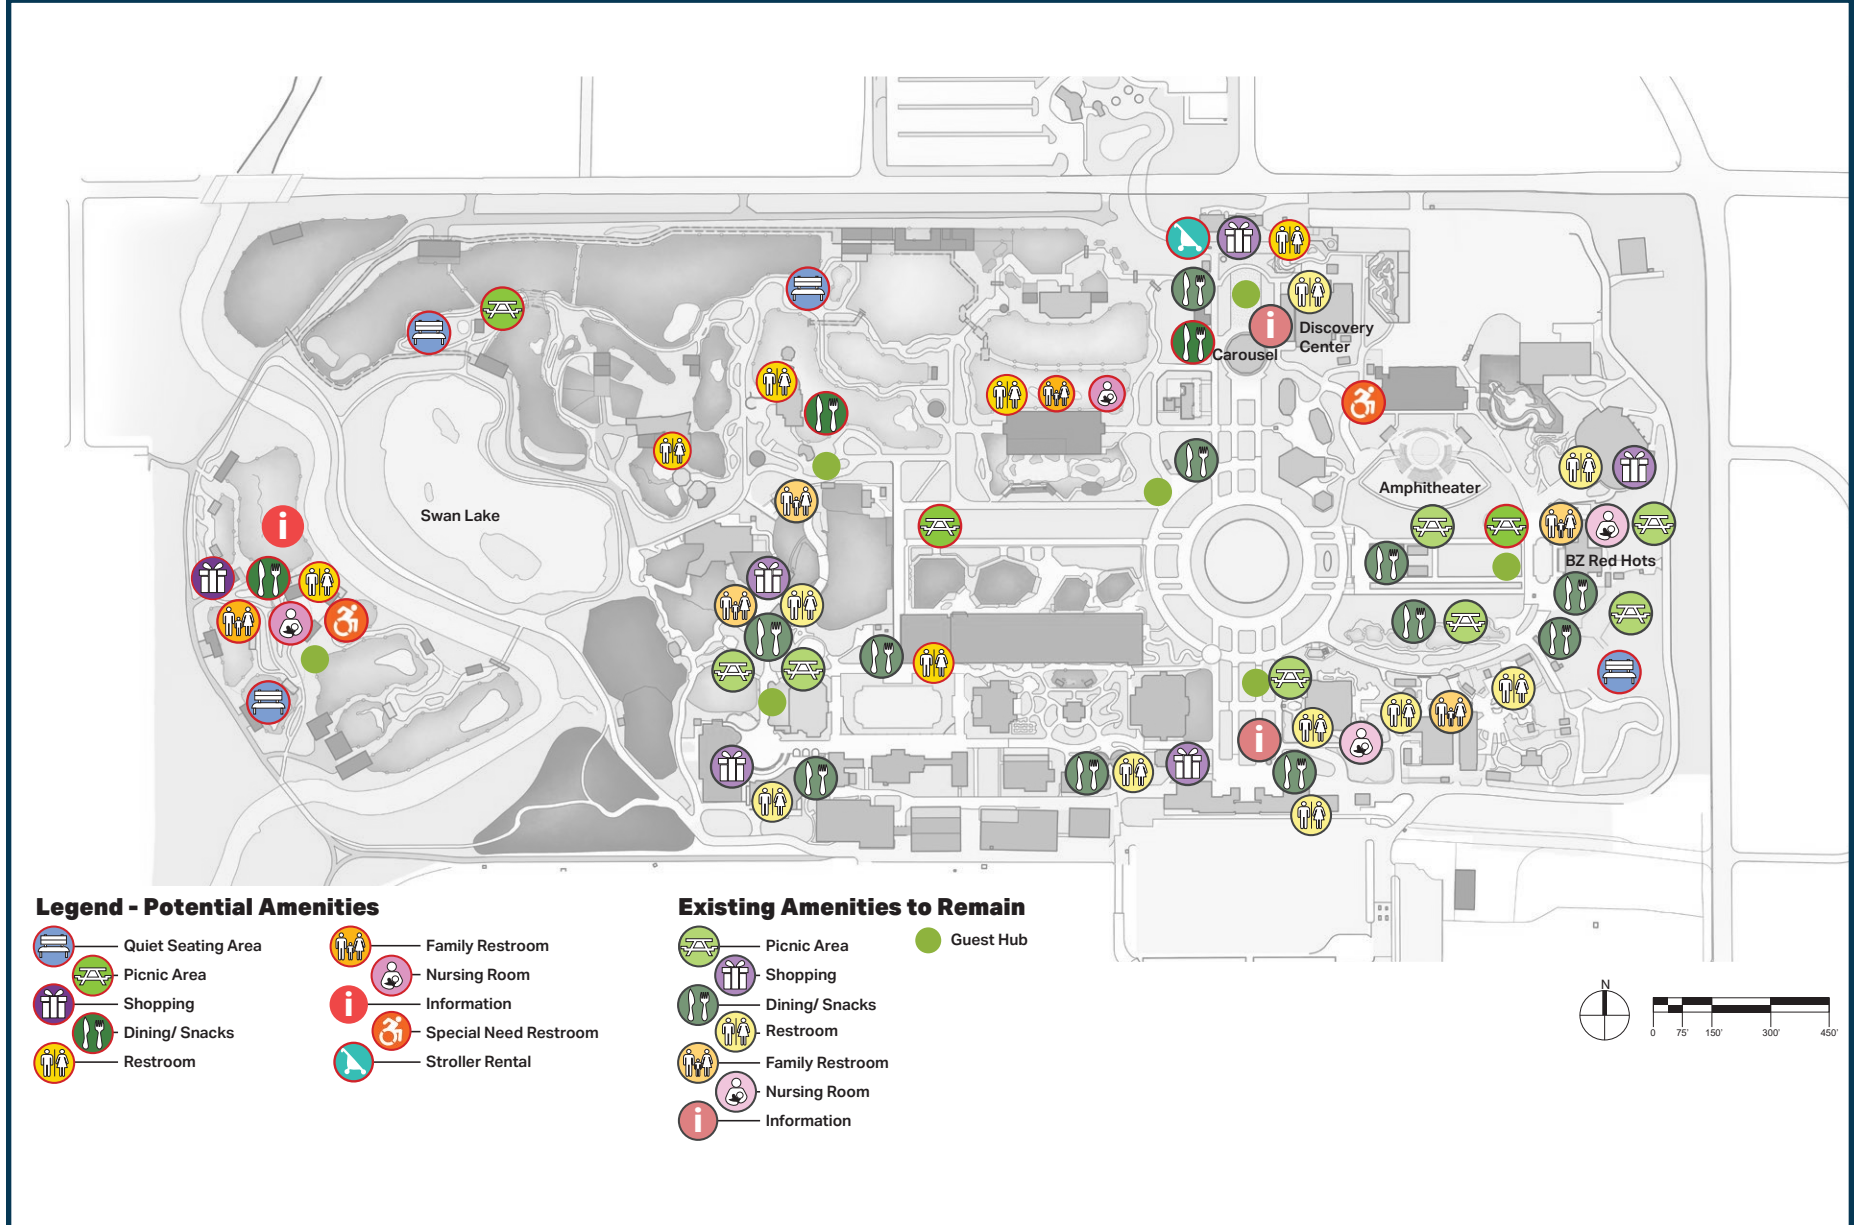 Discovery
Center
Carousel
Amphitheater
Swan Lake
BZ Red Hots
Legend - Potential Amenities
Quiet Seating Area
Picnic Area
Shopping
Dining/ Snacks
Restroom
Family Restroom
Nursing Room
Information
Special Need Restroom
Stroller Rental
Existing Amenities to Remain
Picnic Area
Shopping
Dining/ Snacks
Restroom
Family Restroom
Nursing Room
Information
Guest Hub
N
0 75' 150' 300' 450'